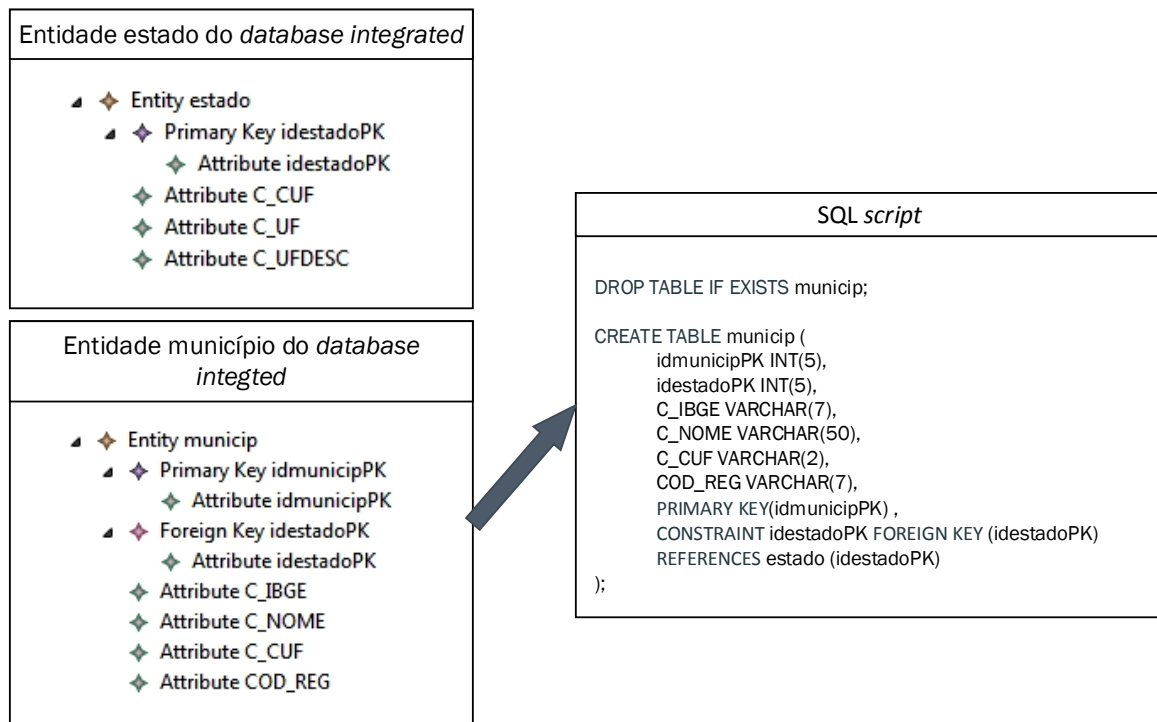 Entidade estado do database integrated
Entity estado
Primary Key idestadoPK
Attribute idestadoPK
Attribute C_CUF
Attribute C_UF
Attribute C_UFDESC
Entidade município do database
integted
Entity municip
Primary Key idmunicipPK
Attribute idmunicipPK
Foreign Key idestadoPK
Attribute idestadoPK
Attribute C_IBGE
Attribute C_NOME
Attribute C_CUF
Attribute COD_REG
SQL script
DROP TABLE IF EXISTS municip;
CREATE TABLE municip (
idmunicipPK INT(5),
idestadoPK INT(5),
C_IBGE VARCHAR(7),
C_NOME VARCHAR(50),
C_CUF VARCHAR(2),
COD_REG VARCHAR(7),
PRIMARY KEY(idmunicipPK) ,
CONSTRAINT idestadoPK FOREIGN KEY (idestadoPK)
REFERENCES estado (idestadoPK)
);